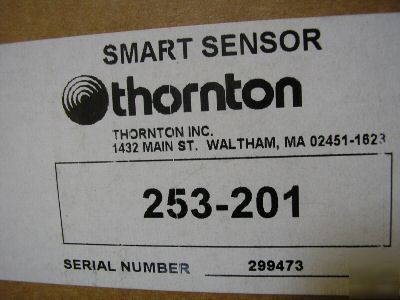 SMART SENSOR
thornton
THORNTON INC.
1432 MAIN ST. WALTHAM, MA 02451-1623
253-201
SERIAL NUMBER 299473